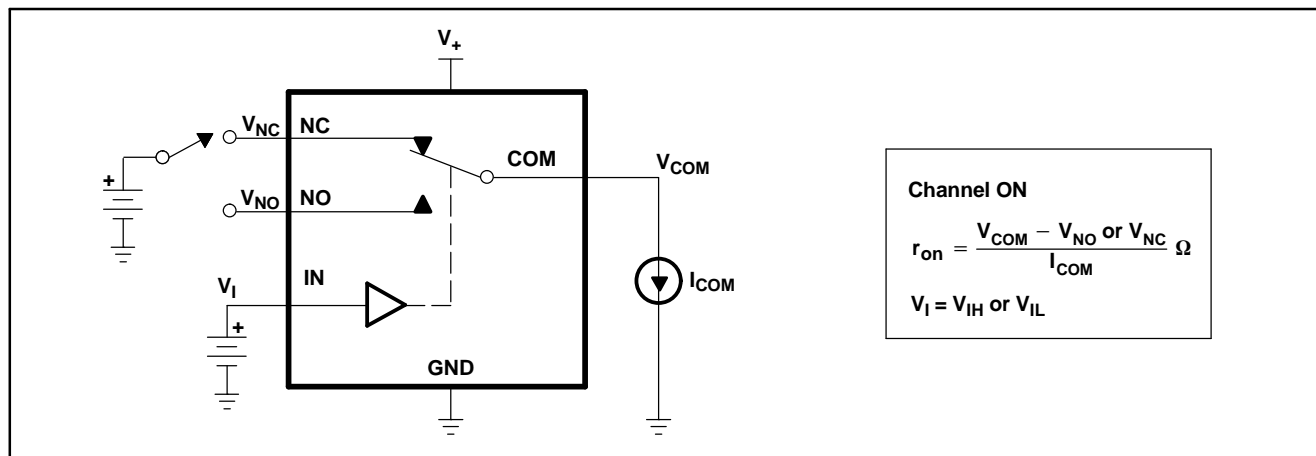 V+
VNC NC
COM
VCOM
+
VNO NO
VI
IN
+
ICOM
GND
Channel ON
ron = VCOM − VNO or VNC / ICOM Ω
VI = VIH or VIL